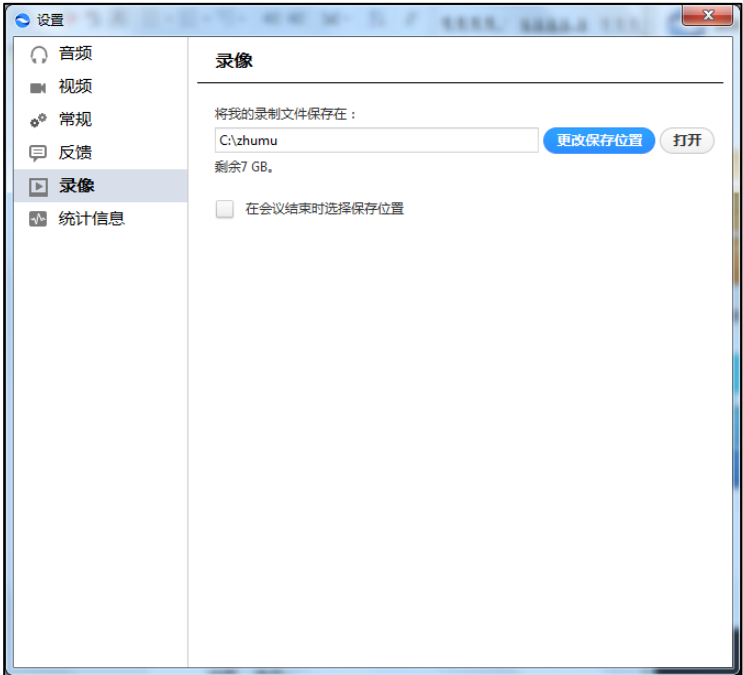 设置
音频
视频
常规
反馈
录像
统计信息
录像
将我的录制文件保存在：
C:\zhumu 更改保存位置 打开
剩余7 GB。
在会议结束时选择保存位置